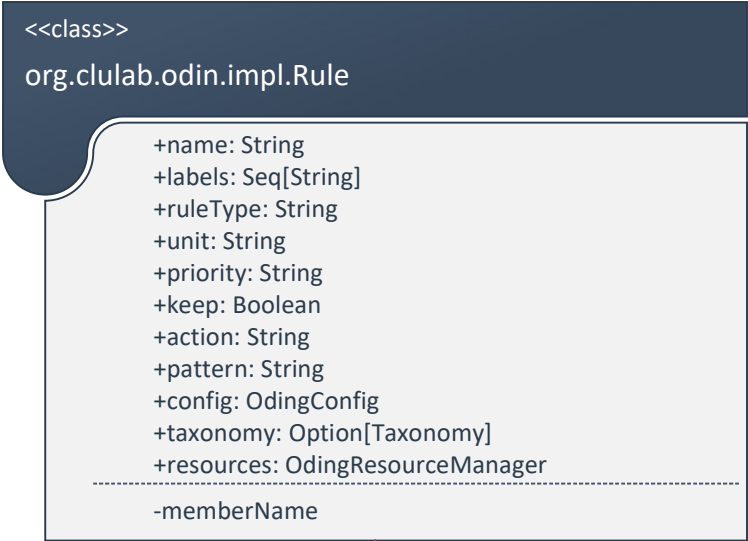 <<class>>
org.clulab.odin.impl.Rule
+name: String
+labels: Seq[String]
+ruleType: String
+unit: String
+priority: String
+keep: Boolean
+action: String
+pattern: String
+config: OdingConfig
+taxonomy: Option[Taxonomy]
+resources: OdingResourceManager
-memberName